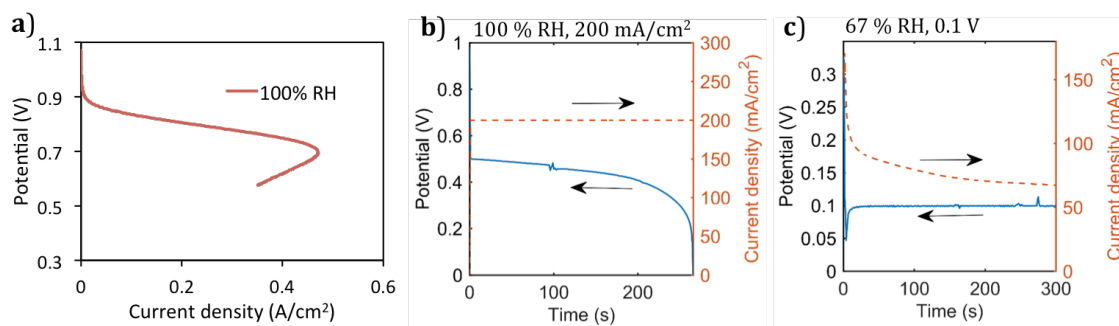 a)
1.1
0.9
0.7
0.5
0.3
Potential (V)
100% RH
0
0.2
0.4
0.6
Current density (A/cm²)
b)
100 % RH, 200 mA/cm²
1
0.8
0.6
0.4
0.2
0
Potential (V)
300
250
200
150
100
50
0
Current density (mA/cm²)
0
100
200
Time (s)
c)
67 % RH, 0.1 V
0.3
0.25
0.2
0.15
0.1
0.05
0
Potential (V)
150
100
50
0
Current density (mA/cm²)
0
100
200
300
Time (s)